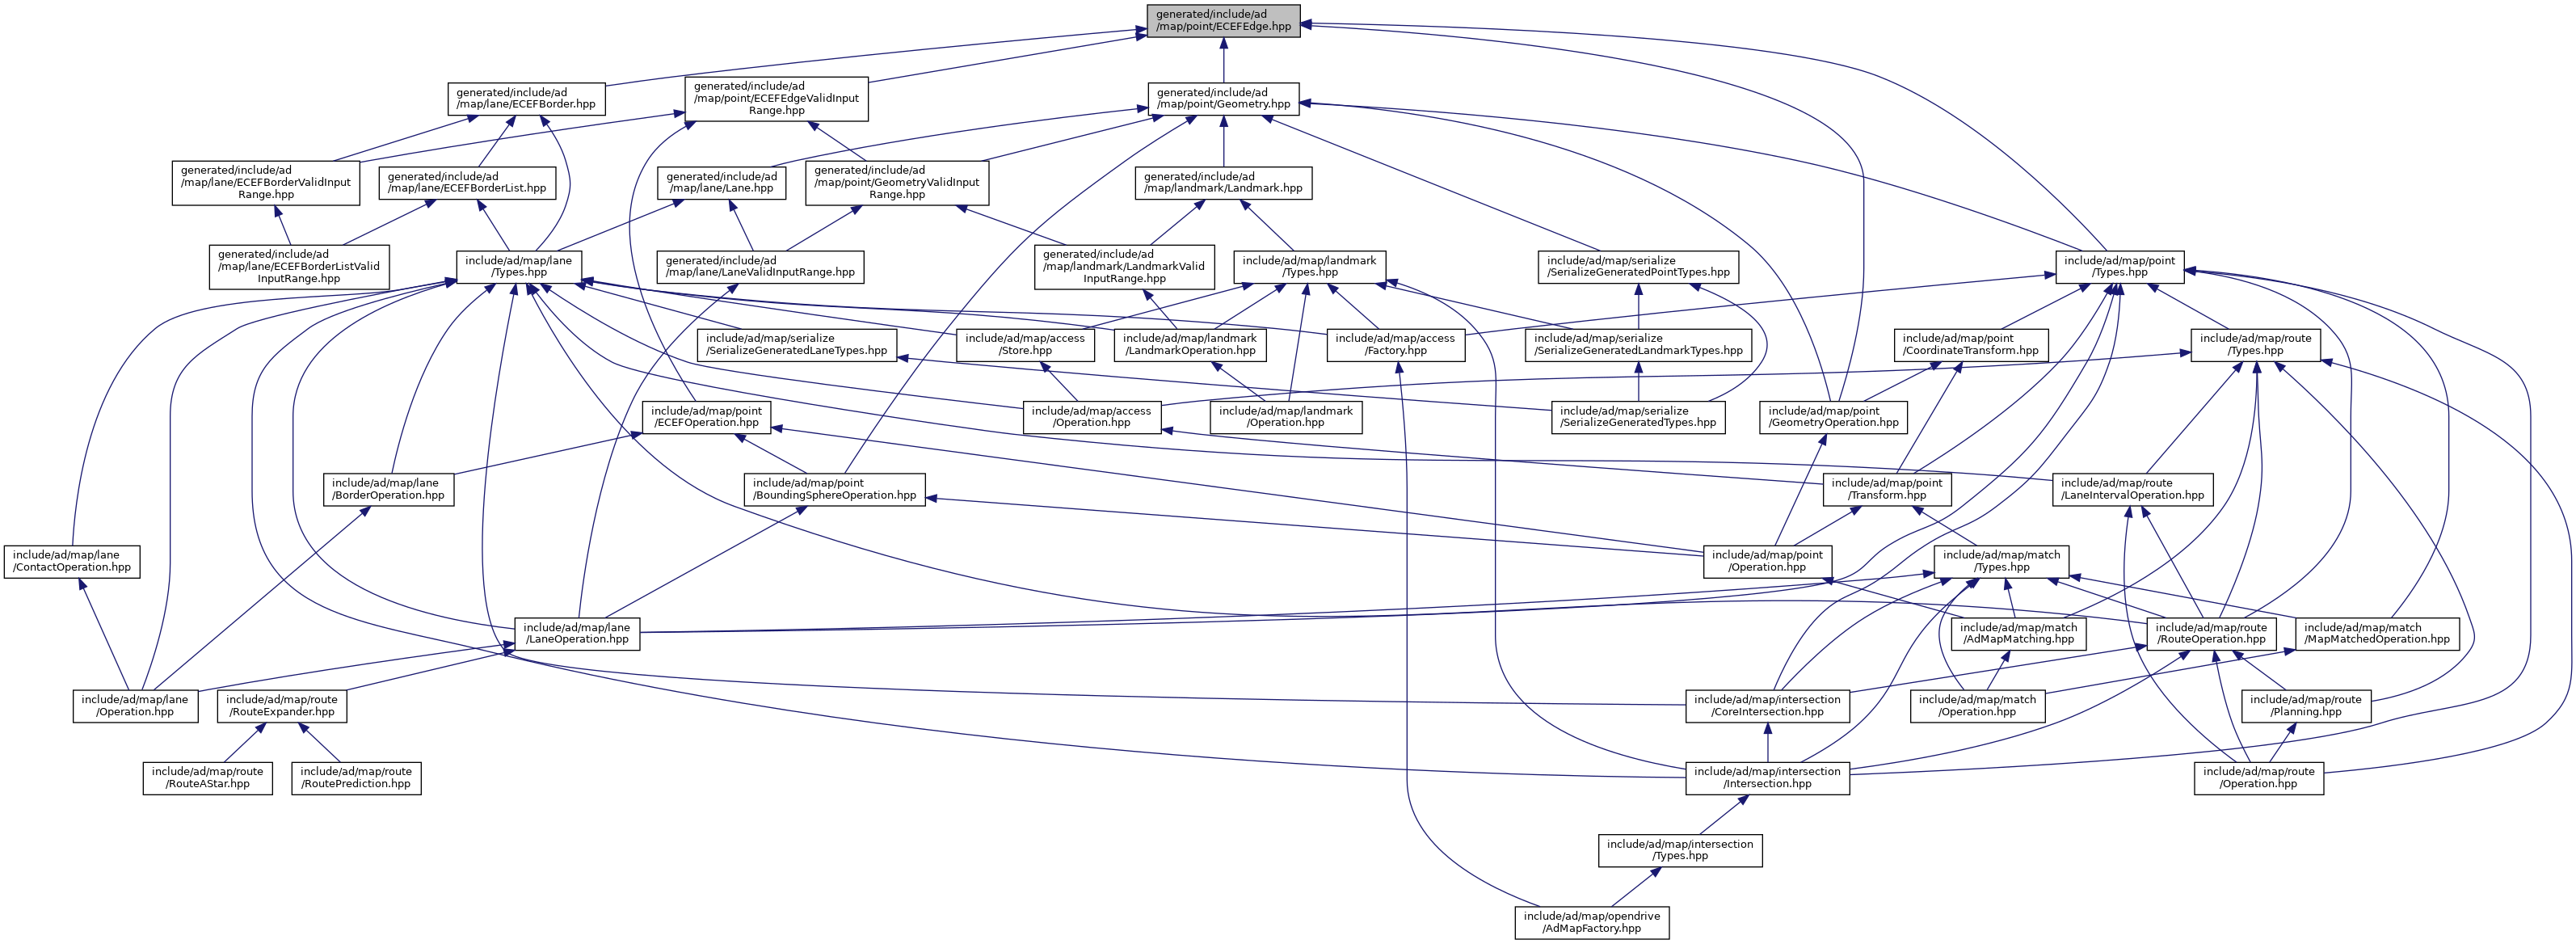 generated/include/ad
/map/point/ECEFEdge.hpp
generated/include/ad
/map/lane/ECEFBorder.hpp
generated/include/ad
/map/point/ECEFEdgeValidInput
Range.hpp
generated/include/ad
/map/point/Geometry.hpp
generated/include/ad
/map/lane/ECEFBorderValidInput
Range.hpp
generated/include/ad
/map/lane/ECEFBorderList.hpp
generated/include/ad
/map/lane/Lane.hpp
generated/include/ad
/map/point/GeometryValidInput
Range.hpp
generated/include/ad
/map/landmark/Landmark.hpp
generated/include/ad
/map/lane/ECEFBorderListValid
InputRange.hpp
include/ad/map/lane
/Types.hpp
generated/include/ad
/map/lane/LaneValidInputRange.hpp
generated/include/ad
/map/landmark/LandmarkValid
InputRange.hpp
include/ad/map/landmark
/Types.hpp
include/ad/map/serialize
/SerializeGeneratedPointTypes.hpp
include/ad/map/point
/Types.hpp
include/ad/map/serialize
/SerializeGeneratedLaneTypes.hpp
include/ad/map/access
/Store.hpp
include/ad/map/landmark
/LandmarkOperation.hpp
include/ad/map/access
/Factory.hpp
include/ad/map/serialize
/SerializeGeneratedLandmarkTypes.hpp
include/ad/map/point
/CoordinateTransform.hpp
include/ad/map/route
/Types.hpp
include/ad/map/point
/ECEFOperation.hpp
include/ad/map/access
/Operation.hpp
include/ad/map/landmark
/Operation.hpp
include/ad/map/serialize
/SerializeGeneratedTypes.hpp
include/ad/map/point
/GeometryOperation.hpp
include/ad/map/lane
/BorderOperation.hpp
include/ad/map/point
/BoundingSphereOperation.hpp
include/ad/map/point
/Transform.hpp
include/ad/map/route
/LaneIntervalOperation.hpp
include/ad/map/lane
/ContactOperation.hpp
include/ad/map/point
/Operation.hpp
include/ad/map/match
/Types.hpp
include/ad/map/lane
/LaneOperation.hpp
include/ad/map/match
/AdMapMatching.hpp
include/ad/map/route
/RouteOperation.hpp
include/ad/map/match
/MapMatchedOperation.hpp
include/ad/map/lane
/Operation.hpp
include/ad/map/route
/RouteExpander.hpp
include/ad/map/intersection
/CoreIntersection.hpp
include/ad/map/match
/Operation.hpp
include/ad/map/route
/Planning.hpp
include/ad/map/route
/RouteAStar.hpp
include/ad/map/route
/RoutePrediction.hpp
include/ad/map/intersection
/Intersection.hpp
include/ad/map/route
/Operation.hpp
include/ad/map/intersection
/Types.hpp
include/ad/map/opendrive
/AdMapFactory.hpp